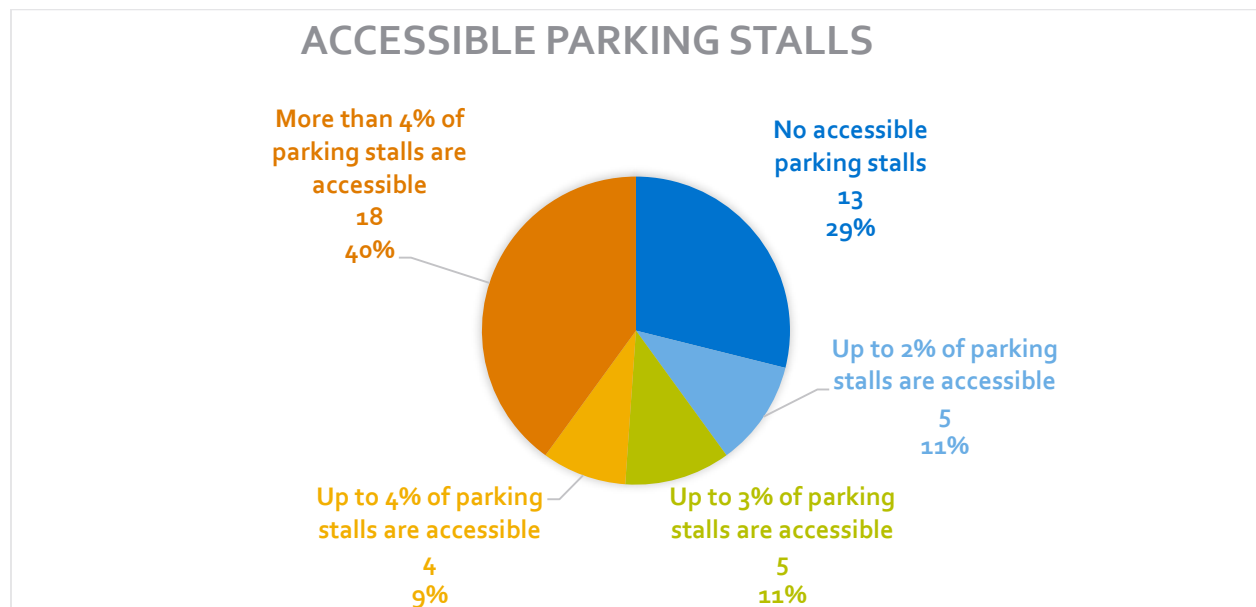 ACCESSIBLE PARKING STALLS
More than 4% of
parking stalls are
accessible
18
40%
No accessible
parking stalls
13
29%
Up to 2% of parking
stalls are accessible
5
11%
Up to 4% of parking
stalls are accessible
4
9%
Up to 3% of parking
stalls are accessible
5
11%